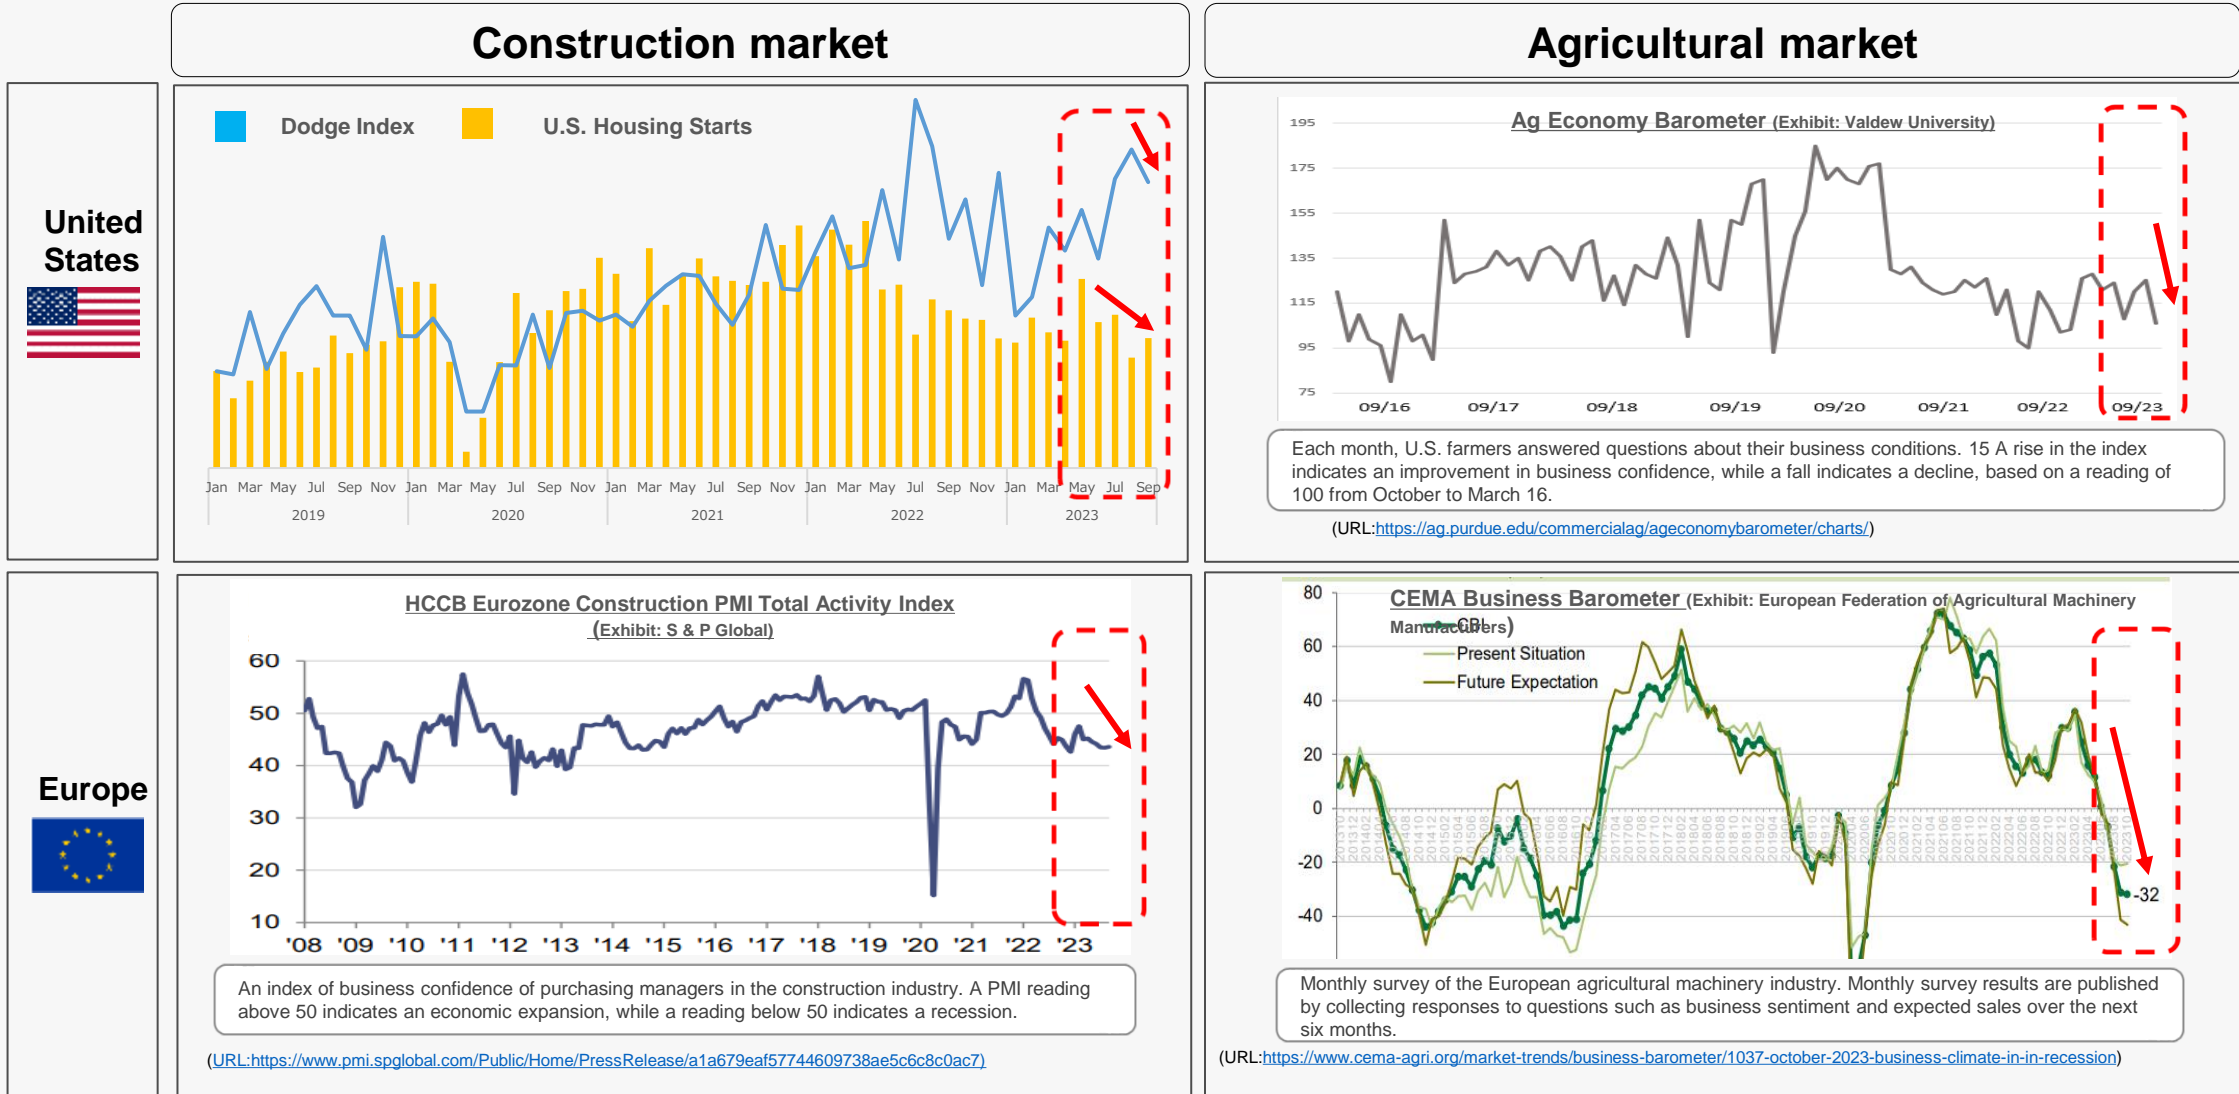 Construction market
Agricultural market
United
States
Dodge Index
U.S. Housing Starts
Jan Mar May Jul Sep Nov Jan Mar May Jul Sep Nov Jan Mar May Jul Sep Nov Jan Mar May Jul Sep Nov Jan Mar May Jul Sep
2019 2020 2021 2022 2023
Ag Economy Barometer (Exhibit: Valdew University)
195
175
155
135
115
95
75
09/16 09/17 09/18 09/19 09/20 09/21 09/22 09/23
Each month, U.S. farmers answered questions about their business conditions. 15 A rise in the index
indicates an improvement in business confidence, while a fall indicates a decline, based on a reading of
100 from October to March 16.
(URL:https://ag.purdue.edu/commercialag/ageconomybarometer/charts/)
Europe
HCCB Eurozone Construction PMI Total Activity Index
(Exhibit: S & P Global)
60
50
40
30
20
10
'08 '09 '10 '11 '12 '13 '14 '15 '16 '17 '18 '19 '20 '21 '22 '23
An index of business confidence of purchasing managers in the construction industry. A PMI reading
above 50 indicates an economic expansion, while a reading below 50 indicates a recession.
(URL:https://www.pmi.spglobal.com/Public/Home/PressRelease/a1a679eaf57744609738ae5c6c8c0ac7)
CEMA Business Barometer (Exhibit: European Federation of Agricultural Machinery
Manufacturers)
CBI
Present Situation
Future Expectation
80
60
40
20
0
-20
-40
-32
Monthly survey of the European agricultural machinery industry. Monthly survey results are published
by collecting responses to questions such as business sentiment and expected sales over the next
six months.
(URL:https://www.cema-agri.org/market-trends/business-barometer/1037-october-2023-business-climate-in-in-recession)